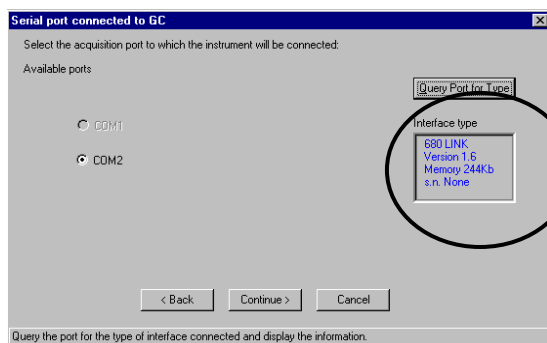 Serial port connected to GC
Select the acquisition port to which the instrument will be connected:
Available ports
Query Port for Type
COM1
Interface type
680 LINK
Version 1.6
Memory 244Kb
s.n. None
COM2
< Back
Continue >
Cancel
Query the port for the type of interface connected and display the information.